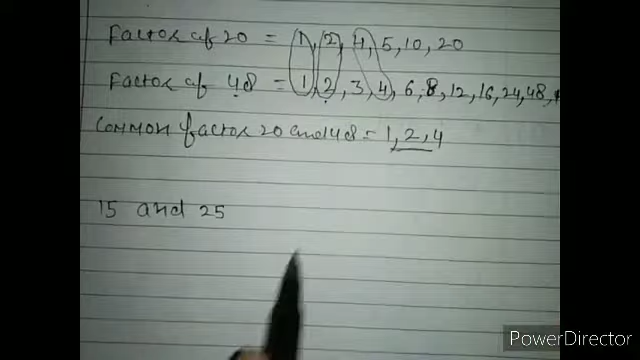 Factor of 20 = 1, 2, 4, 5, 10, 20
Factor of 48 = 1, 2, 3, 4, 6, 8, 12, 16, 24, 48,
Common factor 20 and 48 = 1, 2, 4
15 and 25
PowerDirector